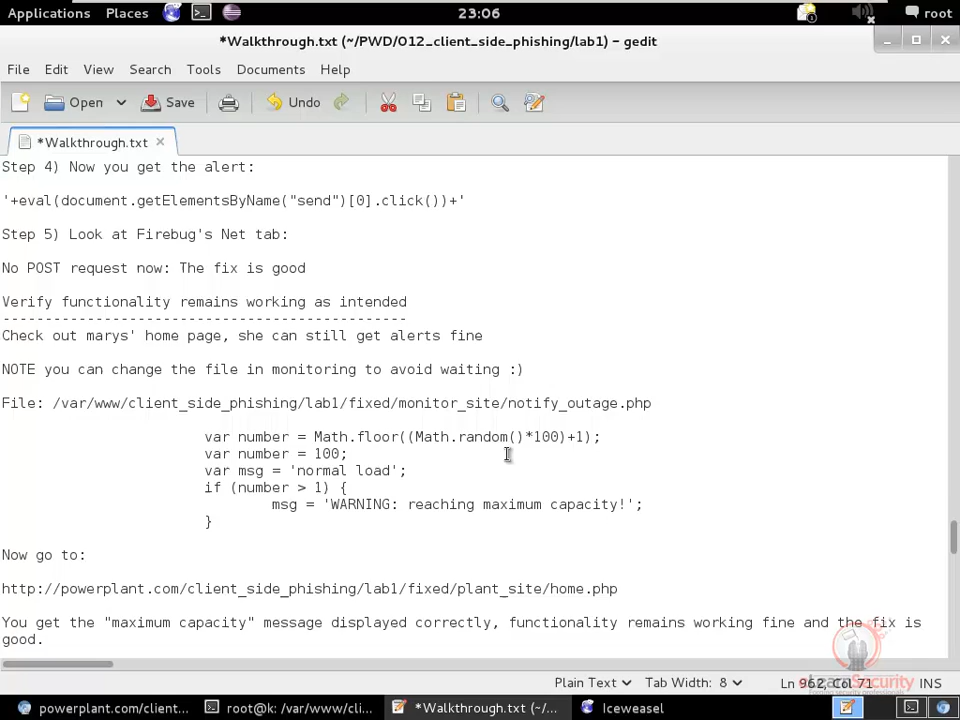 Applications Places 23:06 root
*Walkthrough.txt (~/PWD/012_client_side_phishing/lab1) - gedit
File Edit View Search Tools Documents Help
Open Save Undo
*Walkthrough.txt
Step 4) Now you get the alert:
'+eval(document.getElementsByName("send")[0].click())+'
Step 5) Look at Firebug's Net tab:
No POST request now: The fix is good
Verify functionality remains working as intended
------------------------------------------------
Check out marys' home page, she can still get alerts fine
NOTE you can change the file in monitoring to avoid waiting :)
File: /var/www/client_side_phishing/lab1/fixed/monitor_site/notify_outage.php
var number = Math.floor((Math.random()*100)+1);
var number = 100;
var msg = 'normal load';
if (number > 1) {
msg = 'WARNING: reaching maximum capacity!';
}
Now go to:
http://powerplant.com/client_side_phishing/lab1/fixed/plant_site/home.php
You get the "maximum capacity" message displayed correctly, functionality remains working fine and the fix is
good.
eLearnSecurity
Plain Text Tab Width: 8 Ln 962, Col 71 INS
powerplant.com/client... root@k: /var/www/cli... *Walkthrough.txt (~/... Iceweasel